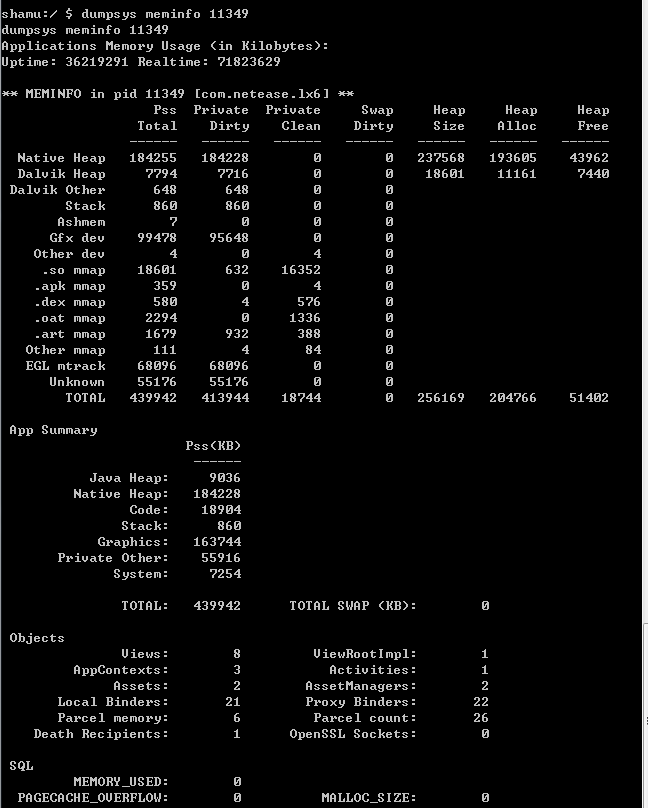 shamu:/ $ dumpsys meminfo 11349
dumpsys meminfo 11349
Applications Memory Usage (in Kilobytes):
Uptime: 36219291 Realtime: 71823629
** MEMINFO in pid 11349 [com.netease.lx6] **
Pss Private Private Swap Heap Heap Heap
Total Dirty Clean Dirty Size Alloc Free
------ ------ ------ ------ ------ ------ ------
Native Heap 184255 184228 0 0 237568 193605 43962
Dalvik Heap 7794 7716 0 0 18601 11161 7440
Dalvik Other 648 648 0 0
Stack 860 860 0 0
Ashmem 7 0 0 0
Gfx dev 99478 95648 0 0
Other dev 4 0 4 0
.so mmap 18601 632 16352 0
.apk mmap 359 0 4 0
.dex mmap 580 4 576 0
.oat mmap 2294 0 1336 0
.art mmap 1679 932 388 0
Other mmap 111 4 84 0
EGL mtrack 68096 68096 0 0
Unknown 55176 55176 0 0
TOTAL 439942 413944 18744 0 256169 204766 51402
App Summary
Pss(KB)
------
Java Heap: 9036
Native Heap: 184228
Code: 18904
Stack: 860
Graphics: 163744
Private Other: 55916
System: 7254
TOTAL: 439942 TOTAL SWAP (KB): 0
Objects
Views: 8 ViewRootImpl: 1
AppContexts: 3 Activities: 1
Assets: 2 AssetManagers: 2
Local Binders: 21 Proxy Binders: 22
Parcel memory: 6 Parcel count: 26
Death Recipients: 1 OpenSSL Sockets: 0
SQL
MEMORY_USED: 0
PAGECACHE_OVERFLOW: 0 MALLOC_SIZE: 0